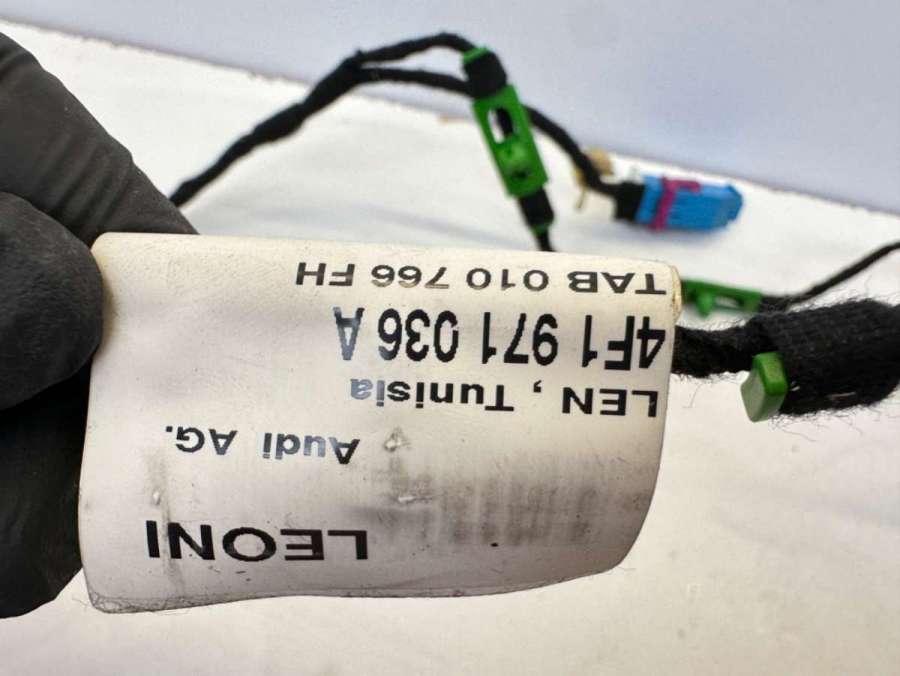 LEONI
Audi AG.
LEN, Tunisia
4F1 971 036 A
TAB 010 766 FH